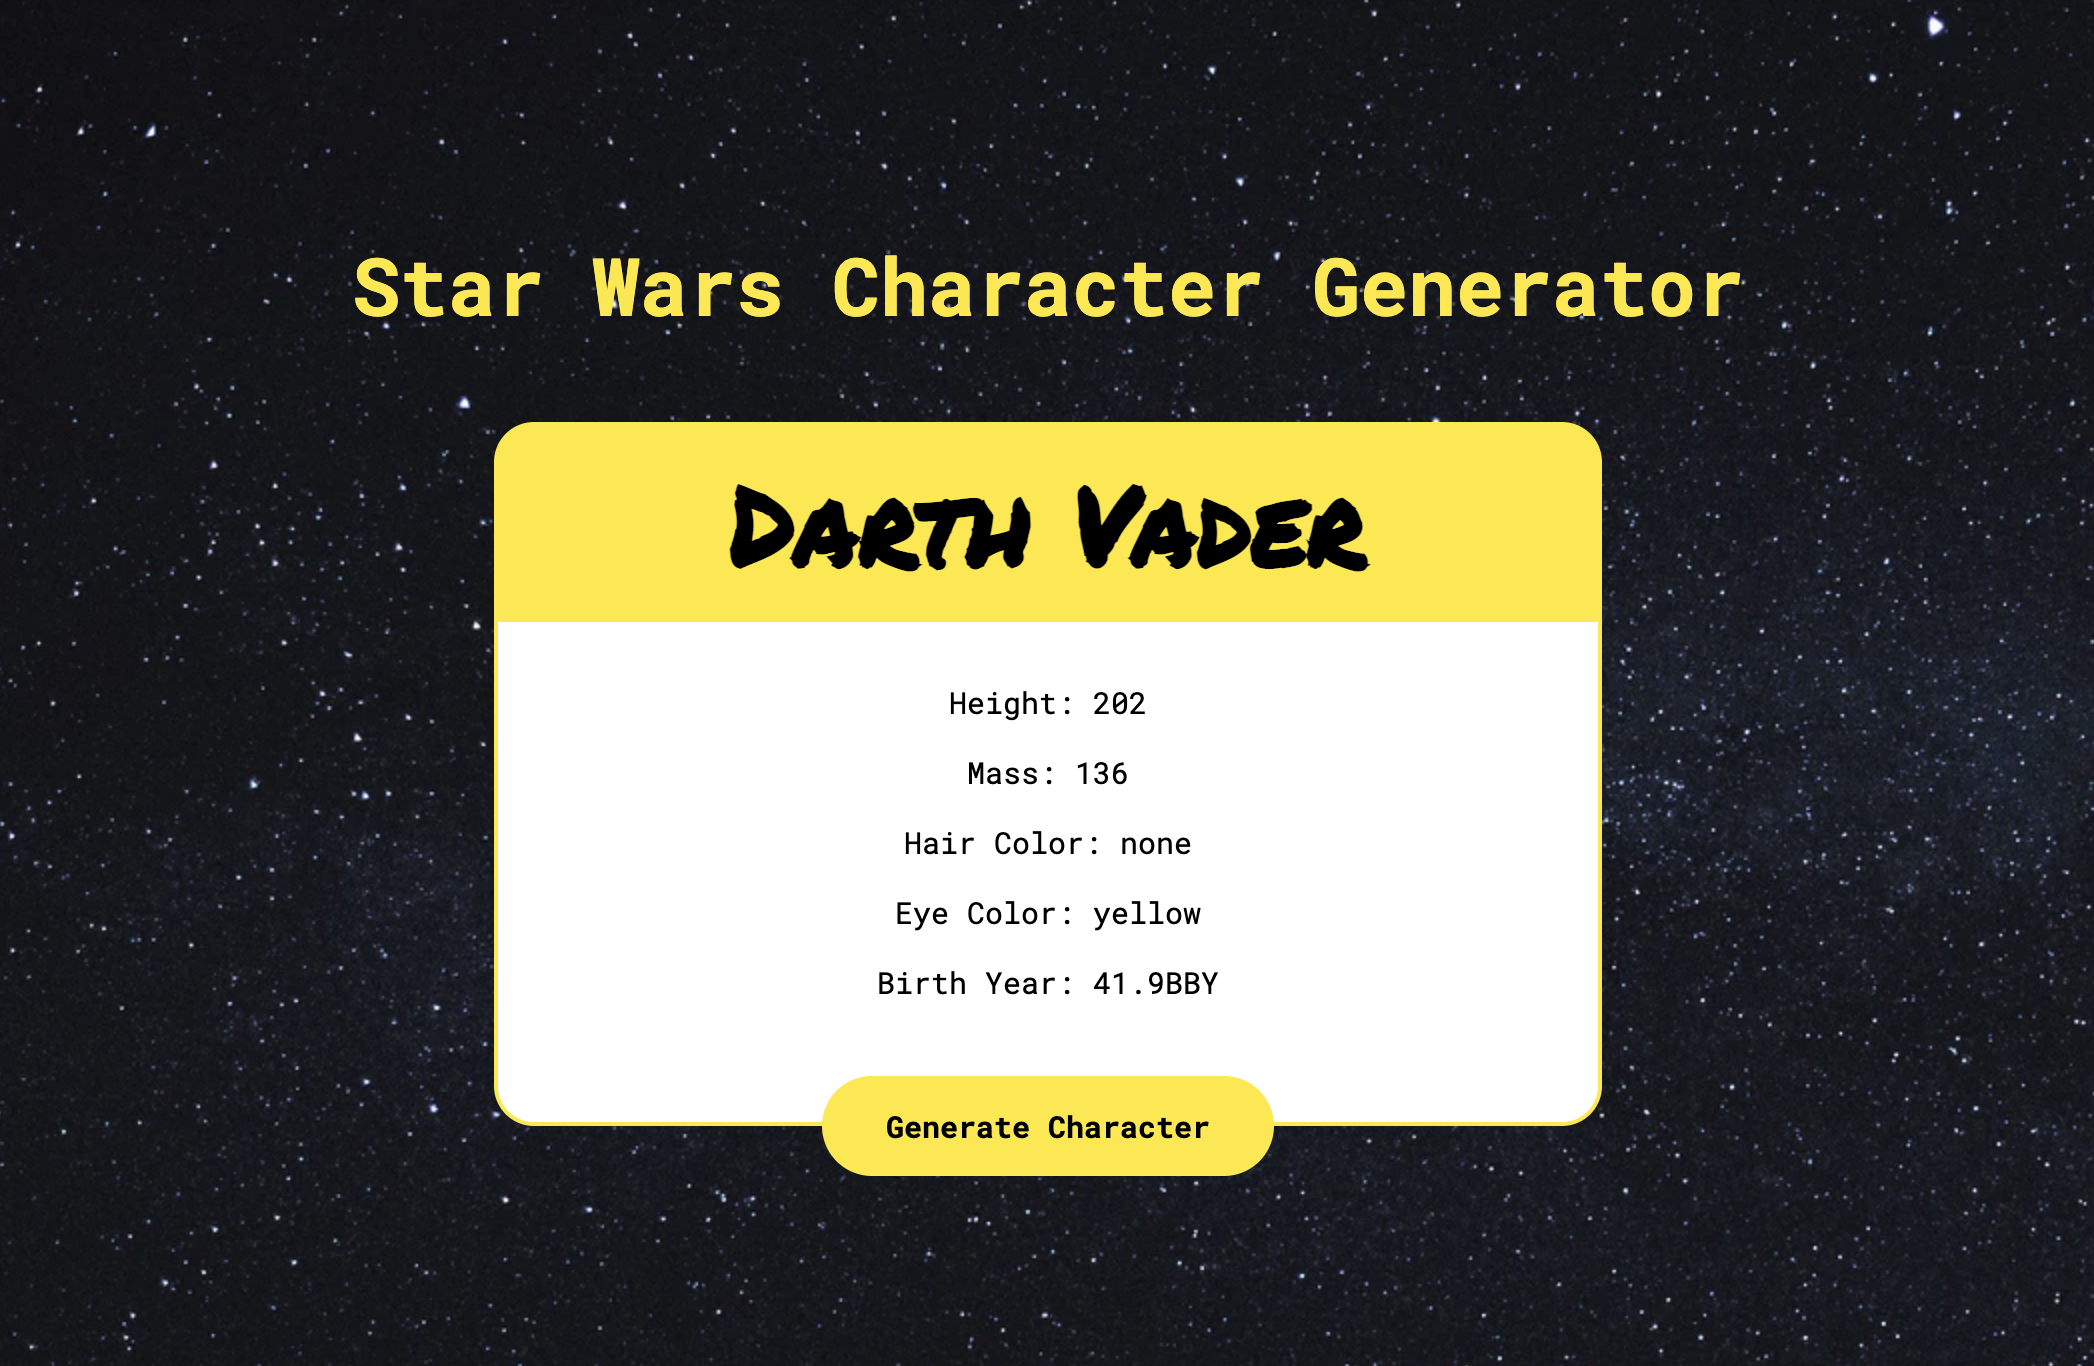 Star Wars Character Generator
Darth Vader
Height: 202
Mass: 136
Hair Color: none
Eye Color: yellow
Birth Year: 41.9BBY
Generate Character